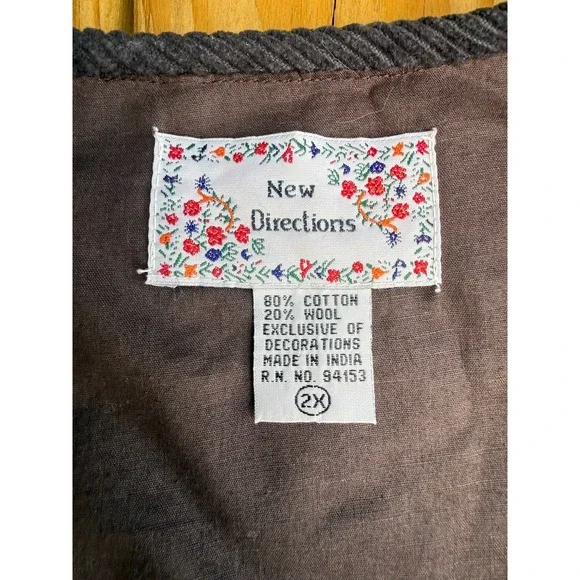 New
Directions
80% COTTON
20% WOOL
EXCLUSIVE OF
DECORATIONS
MADE IN INDIA
R.N. NO. 94153
2X